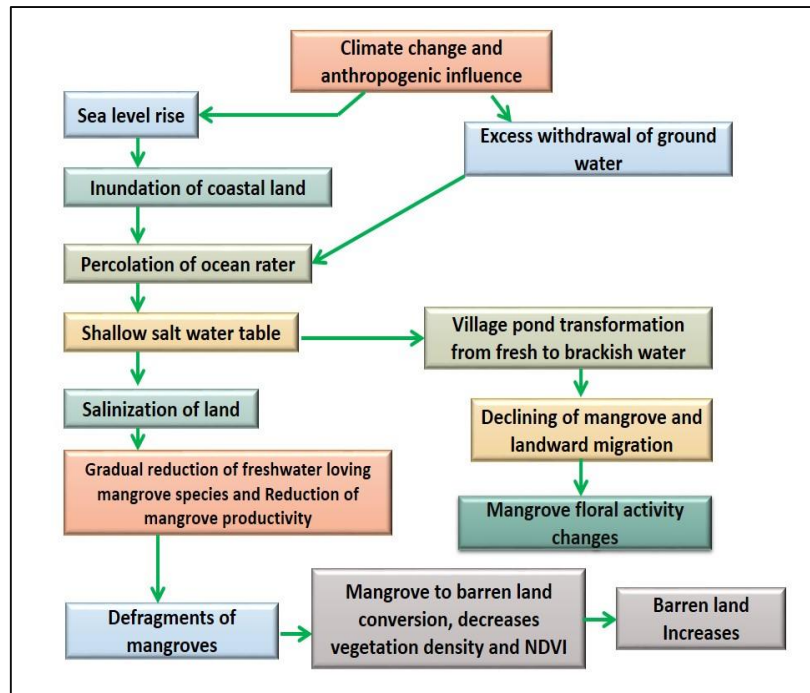 Climate change and
anthropogenic influence
Sea level rise
Excess withdrawal of ground
water
Inundation of coastal land
Percolation of ocean rater
Shallow salt water table
Village pond transformation
from fresh to brackish water
Salinization of land
Declining of mangrove and
landward migration
Gradual reduction of freshwater loving
mangrove species and Reduction of
mangrove productivity
Mangrove floral activity
changes
Defragments of
mangroves
Mangrove to barren land
conversion, decreases
vegetation density and NDVI
Barren land
Increases